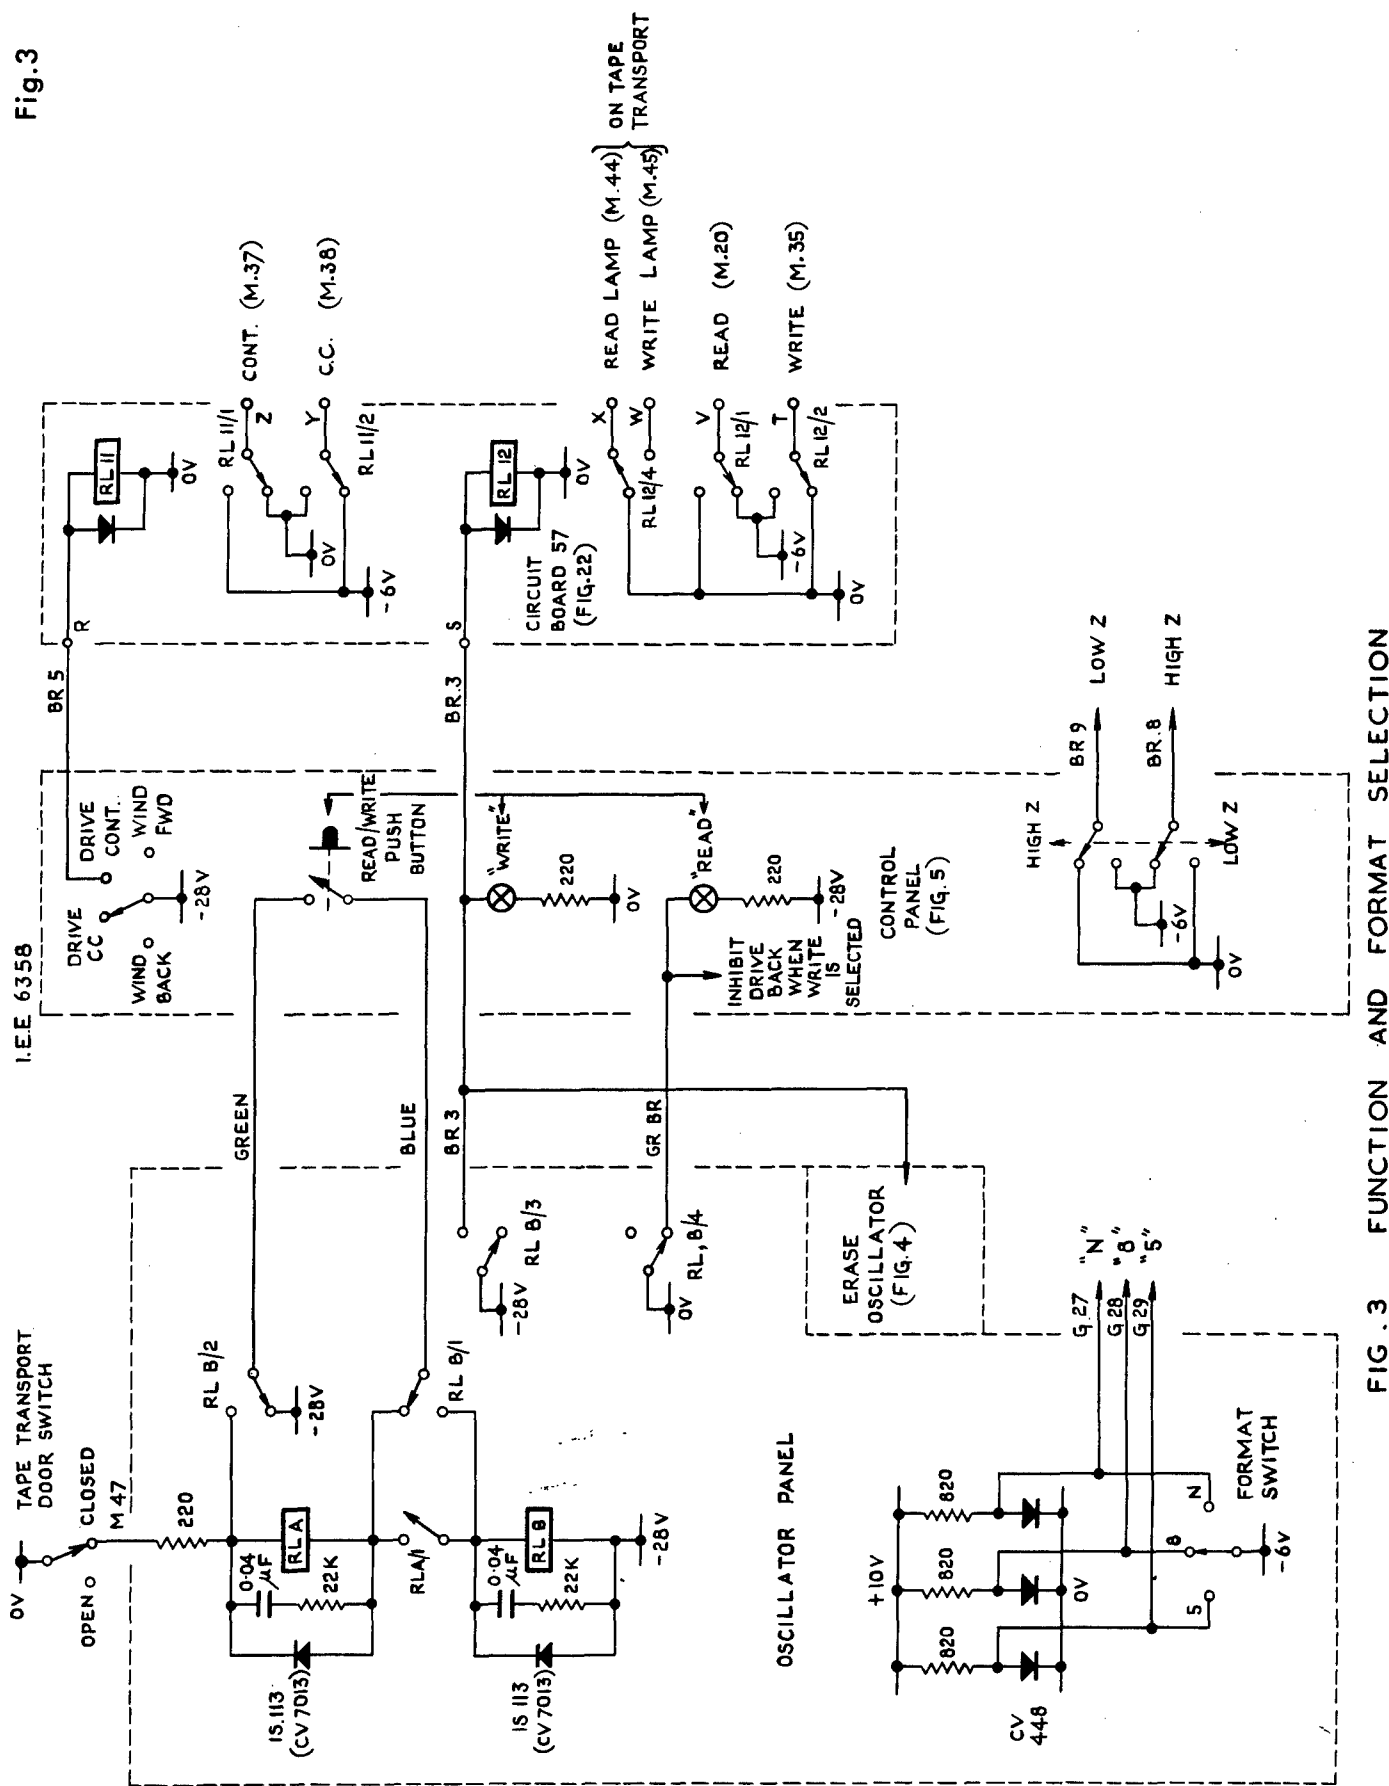 Fig.3
I.E.E 6358
0V
TAPE TRANSPORT
DOOR SWITCH
OPEN
CLOSED
M 47
220
RL A
0·04
µF
22K
IS.113
(CV 7013)
RL B/2
-28V
GREEN
RLA/1
RL B
0·04
µF
22K
IS 113
(CV 7013)
-28V
RL B/1
BLUE
RL B/3
-28V
BR 3
RL, B/4
0V
GR BR
ERASE
OSCILLATOR
(FIG.4)
OSCILLATOR PANEL
+10V
820
820
820
0V
CV
448
G.27
"N"
G.28
"8"
G.29
"5"
5
8
N
FORMAT
SWITCH
-6V
WIND
BACK
DRIVE
CC
DRIVE
CONT.
WIND
FWD
-28V
BR 5
READ/WRITE
PUSH
BUTTON
"WRITE"
220
0V
"READ"
220
-28V
INHIBIT
DRIVE
BACK
WHEN
WRITE
IS
SELECTED
CONTROL
PANEL
(FIG.5)
BR.3
HIGH Z
LOW Z
-6V
0V
BR 9
LOW Z
BR.8
HIGH Z
R
RL 11
0V
RL 11/1
Z
CONT. (M.37)
0V
Y
C.C. (M.38)
RL11/2
-6V
S
RL 12
0V
CIRCUIT
BOARD 57
(FIG.22)
X
READ LAMP (M.44)
W
WRITE LAMP (M.45)
ON TAPE
TRANSPORT
RL12/4
V
READ (M.20)
RL 12/1
-6V
T
WRITE (M.35)
RL 12/2
0V
FIG . 3 FUNCTION AND FORMAT SELECTION